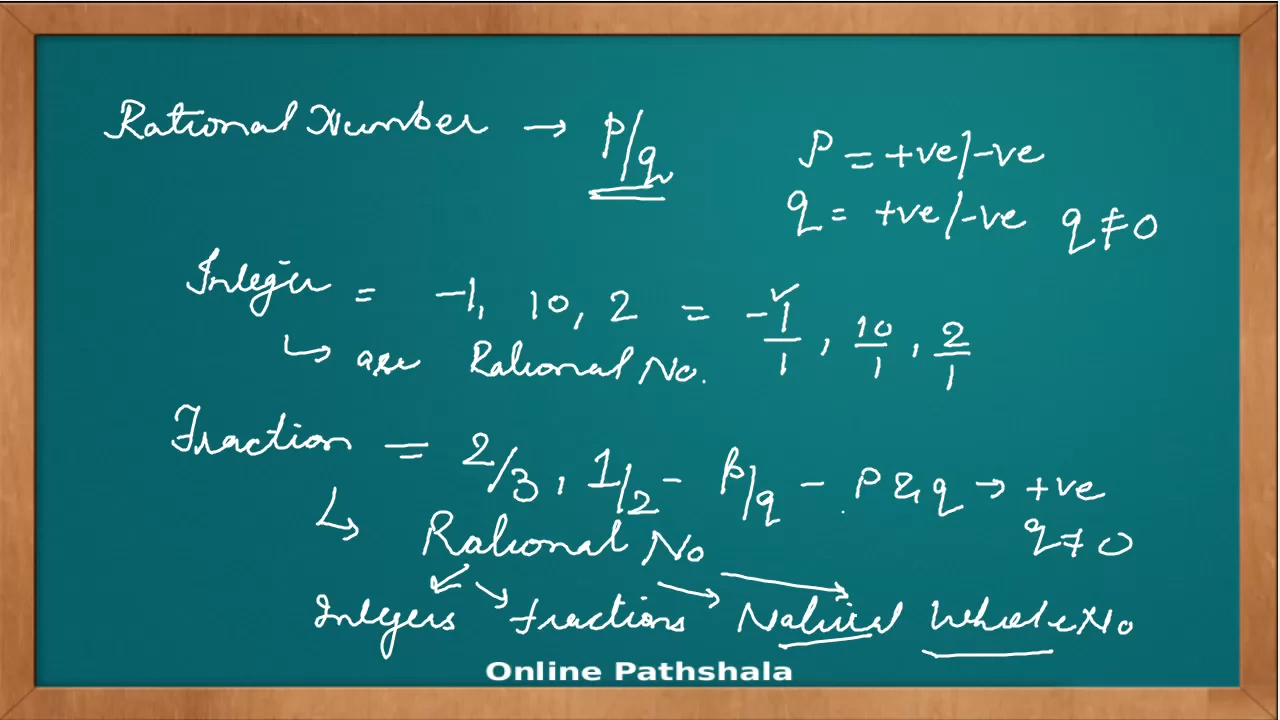 Rational Number → p/q
P = +ve/-ve
q = +ve/-ve q ≠ 0
Integer = -1, 10, 2 = -1/1, 10/1, 2/1
↳ are Rational No.
Fraction = 2/3, 1/2 - p/q - P & q → +ve
q ≠ 0
↳ Rational No
Integers fractions Natural Whole No
Online Pathshala